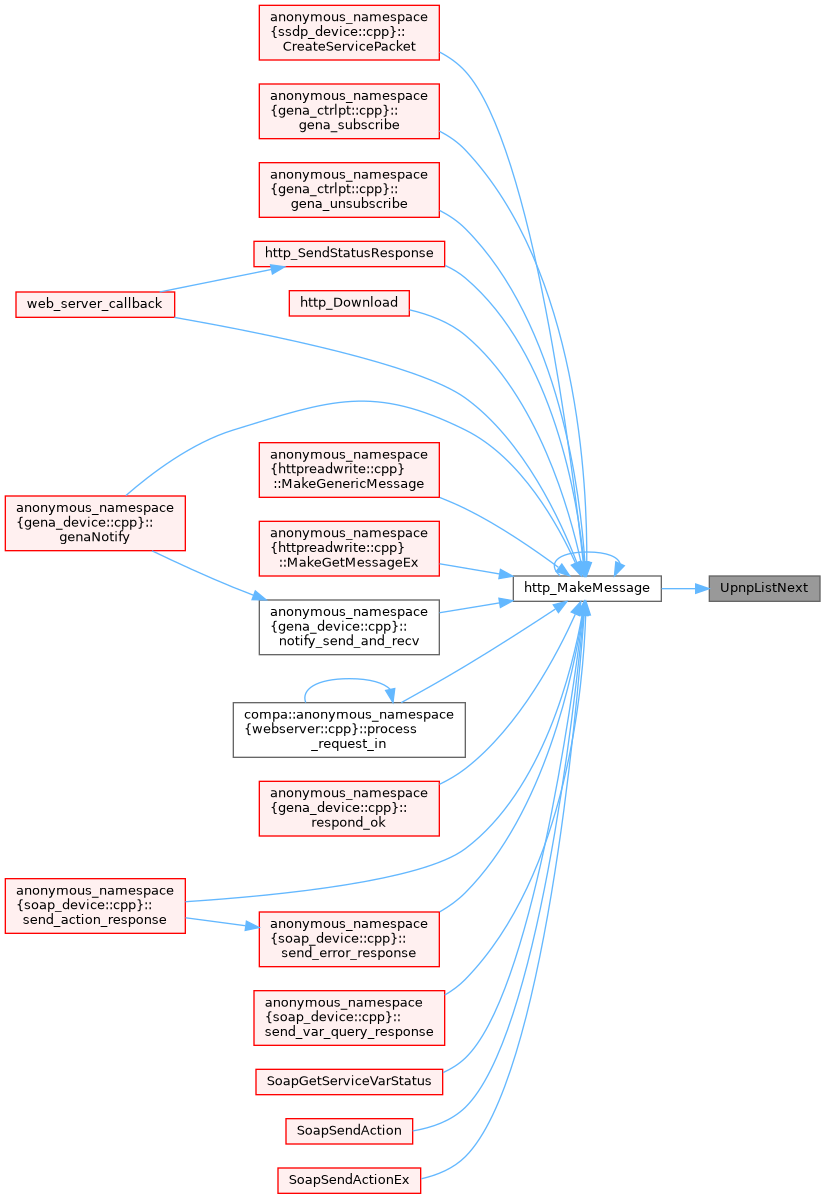 anonymous_namespace
{ssdp_device::cpp}::
CreateServicePacket
anonymous_namespace
{gena_ctrlpt::cpp}::
gena_subscribe
anonymous_namespace
{gena_ctrlpt::cpp}::
gena_unsubscribe
http_SendStatusResponse
web_server_callback
http_Download
anonymous_namespace
{httpreadwrite::cpp}
::MakeGenericMessage
anonymous_namespace
{gena_device::cpp}::
genaNotify
anonymous_namespace
{httpreadwrite::cpp}
::MakeGetMessageEx
http_MakeMessage
UpnpListNext
anonymous_namespace
{gena_device::cpp}::
notify_send_and_recv
compa::anonymous_namespace
{webserver::cpp}::process
_request_in
anonymous_namespace
{gena_device::cpp}::
respond_ok
anonymous_namespace
{soap_device::cpp}::
send_action_response
anonymous_namespace
{soap_device::cpp}::
send_error_response
anonymous_namespace
{soap_device::cpp}::
send_var_query_response
SoapGetServiceVarStatus
SoapSendAction
SoapSendActionEx